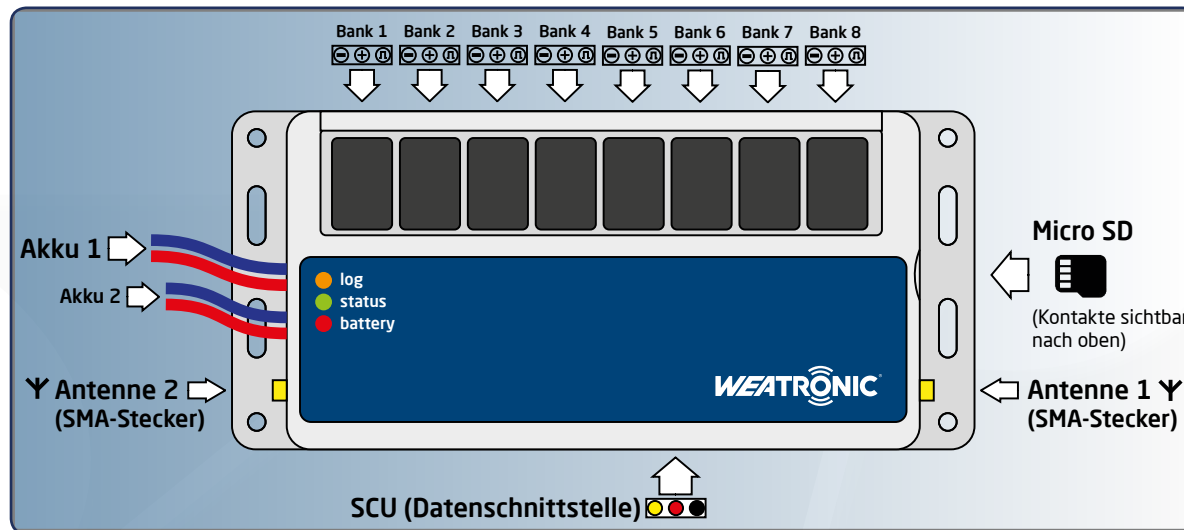 Bank 1 Bank 2 Bank 3 Bank 4 Bank 5 Bank 6 Bank 7 Bank 8
Akku 1
Akku 2
log
status
battery
Micro SD
(Kontakte sichtbar
nach oben)
WEATRONIC
Antenne 2
(SMA-Stecker)
Antenne 1
(SMA-Stecker)
SCU (Datenschnittstelle)